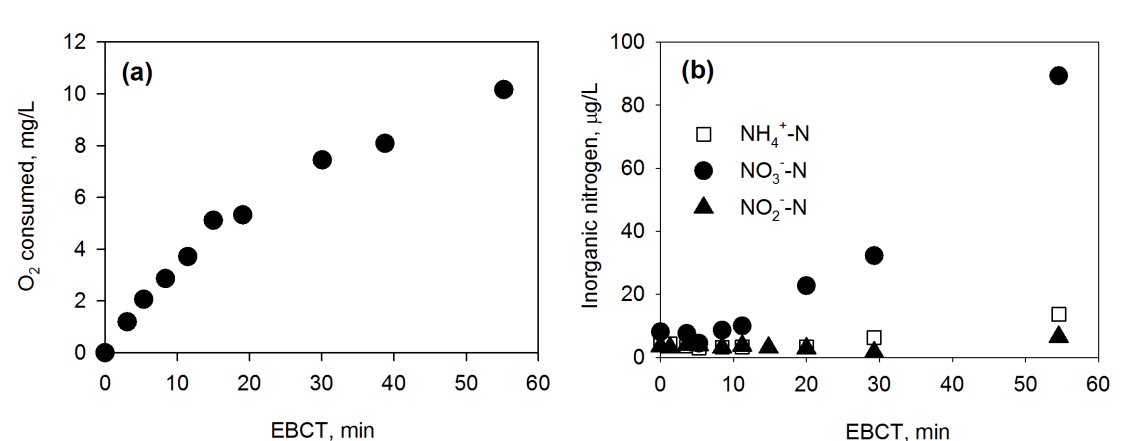 (a)
O₂ consumed, mg/L
12
10
8
6
4
2
0
0 10 20 30 40 50 60
EBCT, min
(b)
Inorganic nitrogen, µg/L
100
80
60
40
20
0
NH₄⁺-N
NO₃⁻-N
NO₂⁻-N
0 10 20 30 40 50 60
EBCT, min